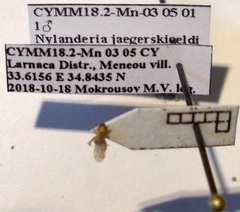 CYMM18.2-Mn-03 05 01
1♂
Nylanderia jaegerskioeldi
CYMM18.2-Mn 03 05 CY
Larnaca Distr., Meneou vill.
33.6156 E 34.8435 N
2018-10-18 Mokrousov M.V. leg.